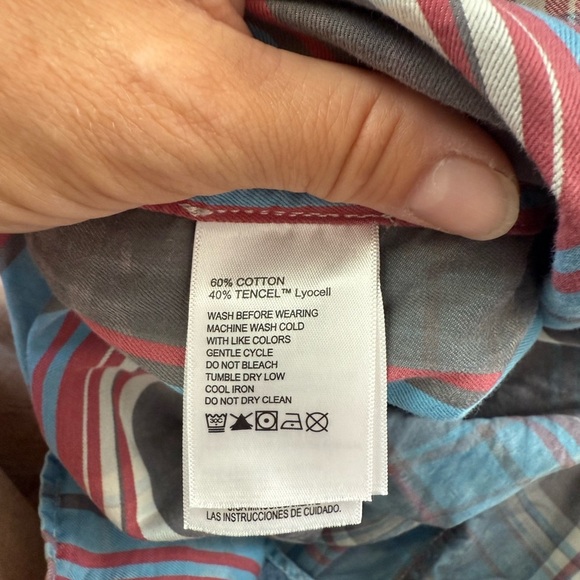 60% COTTON
40% TENCEL™ Lyocell
WASH BEFORE WEARING
MACHINE WASH COLD
WITH LIKE COLORS
GENTLE CYCLE
DO NOT BLEACH
TUMBLE DRY LOW
COOL IRON
DO NOT DRY CLEAN
LAS INSTRUCCIONES DE CUIDADO.